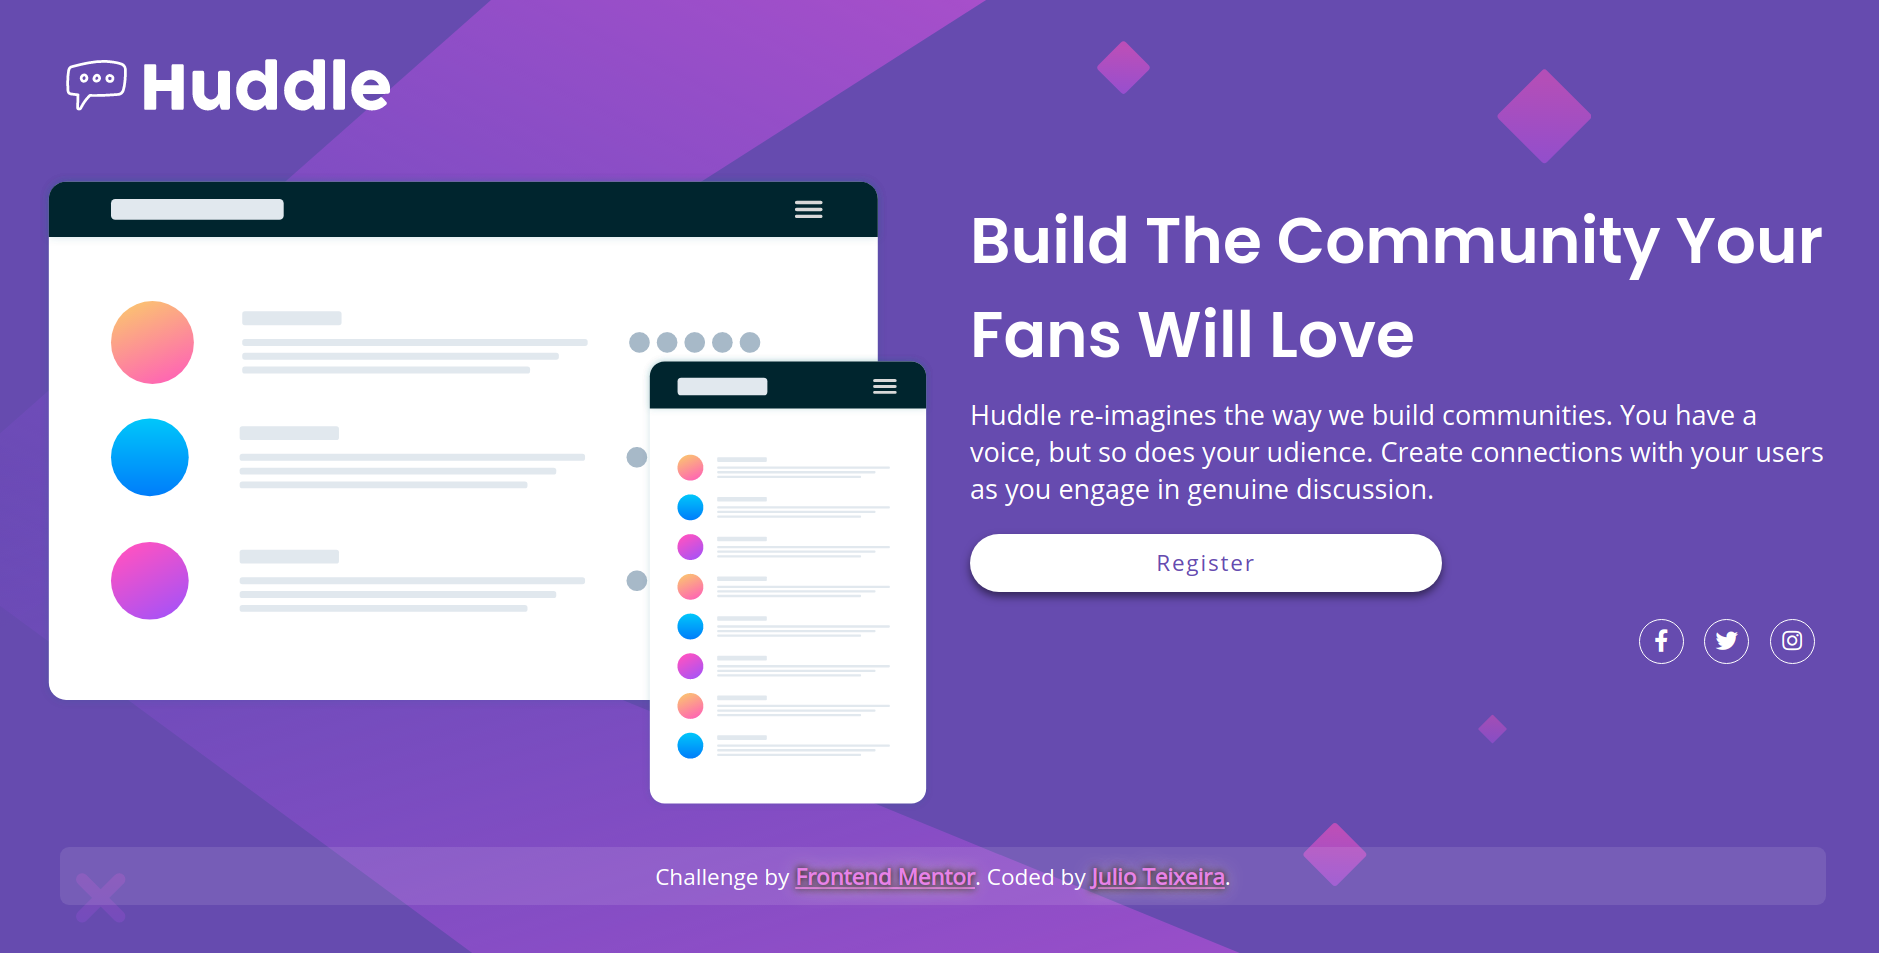 Huddle
Build The Community Your
Fans Will Love
Huddle re-imagines the way we build communities. You have a
voice, but so does your udience. Create connections with your users
as you engage in genuine discussion.
Register
Challenge by Frontend Mentor. Coded by Julio Teixeira.